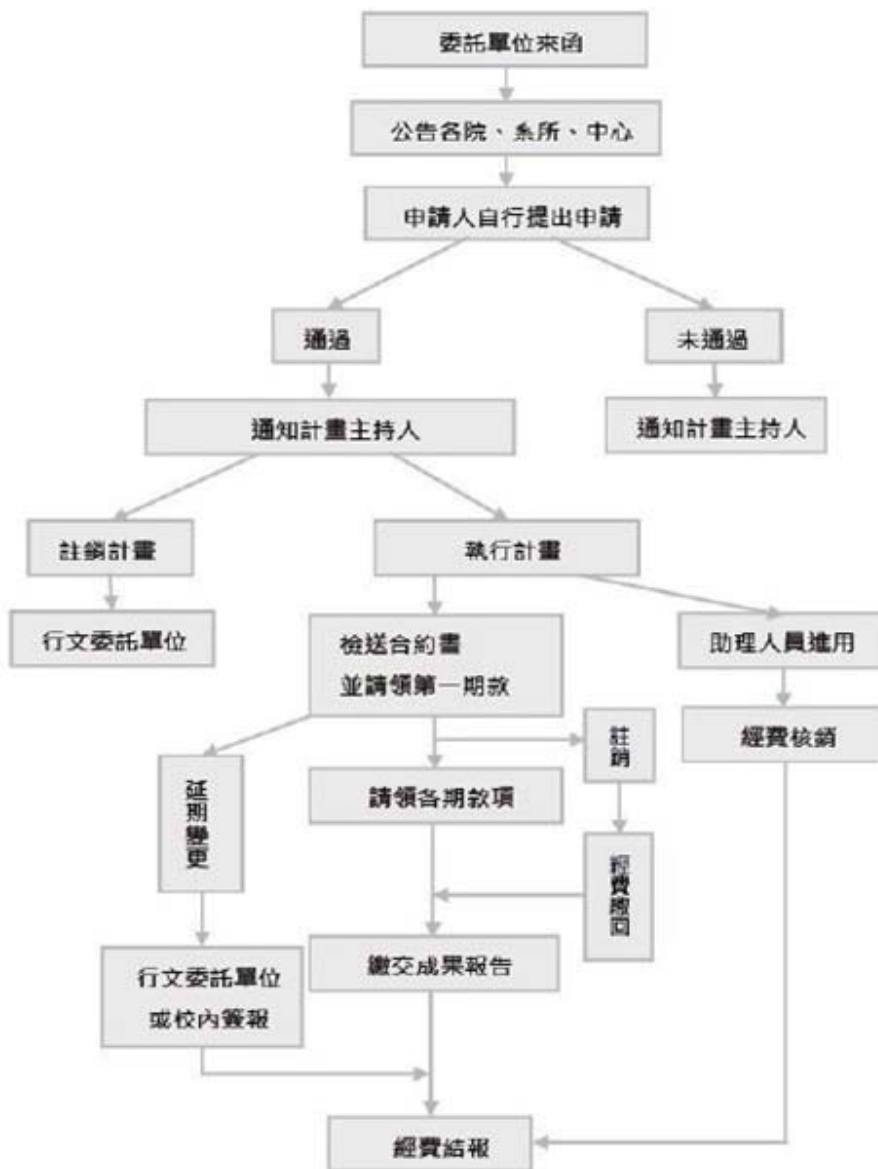 委託單位來函
公告各院、系所、中心
申請人自行提出申請
通過
未通過
通知計畫主持人
通知計畫主持人
註銷計畫
執行計畫
行文委託單位
檢送合約書
並請領第一期款
助理人員進用
註銷
經費核銷
延期變更
請領各期款項
經費繳回
行文委託單位
或校內簽報
繳交成果報告
經費結報